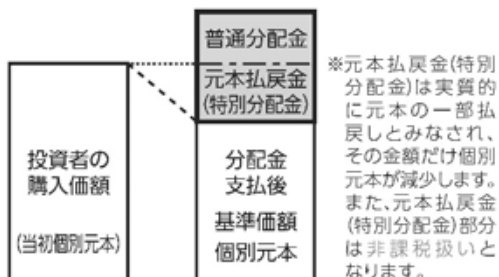 普通分配金
元本払戻金
(特別分配金)
投資者の
購入価額
(当初個別元本)
分配金
支払後
基準価額
個別元本
※元本払戻金(特別
分配金)は実質的
に元本の一部払
戻しとみなされ、
その金額だけ個別
元本が減少します。
また、元本払戻金
(特別分配金)部分
は非課税扱いと
なります。